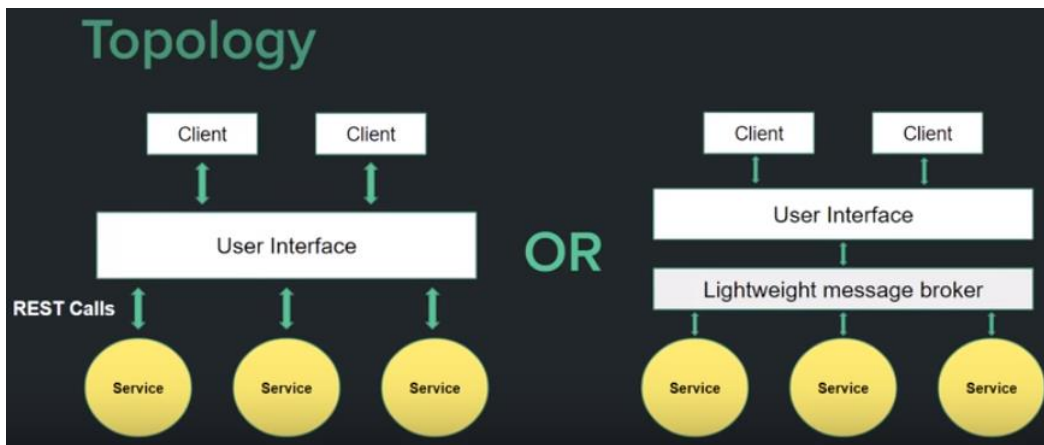 Topology
Client
Client
User Interface
REST Calls
Service
Service
Service
OR
Client
Client
User Interface
Lightweight message broker
Service
Service
Service